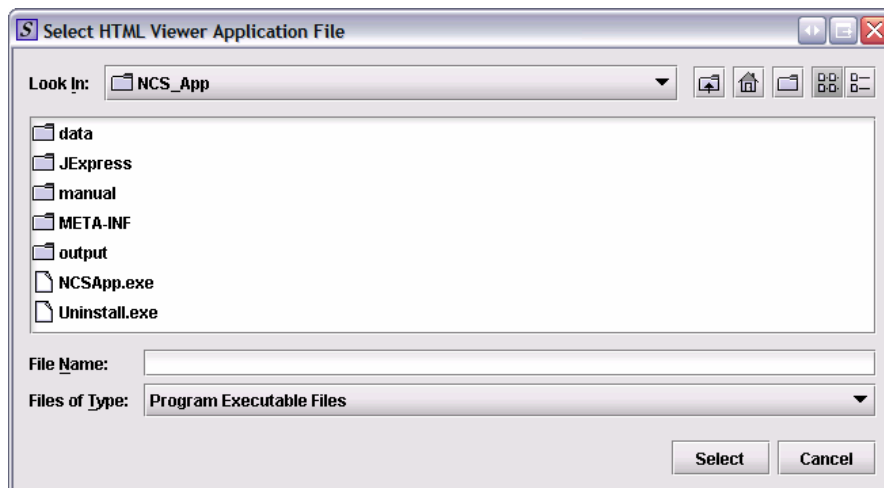 S Select HTML Viewer Application File
Look In: NCS_App
data
JExpress
manual
META-INF
output
NCSApp.exe
Uninstall.exe
File Name:
Files of Type: Program Executable Files
Select Cancel